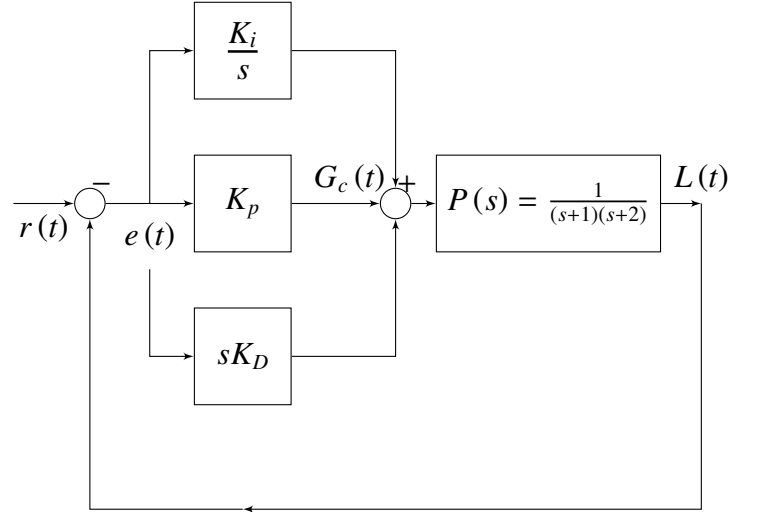 K_i
s
−
r(t)
e(t)
K_p
G_c(t)
+
P(s) = 1/((s+1)(s+2))
L(t)
sK_D